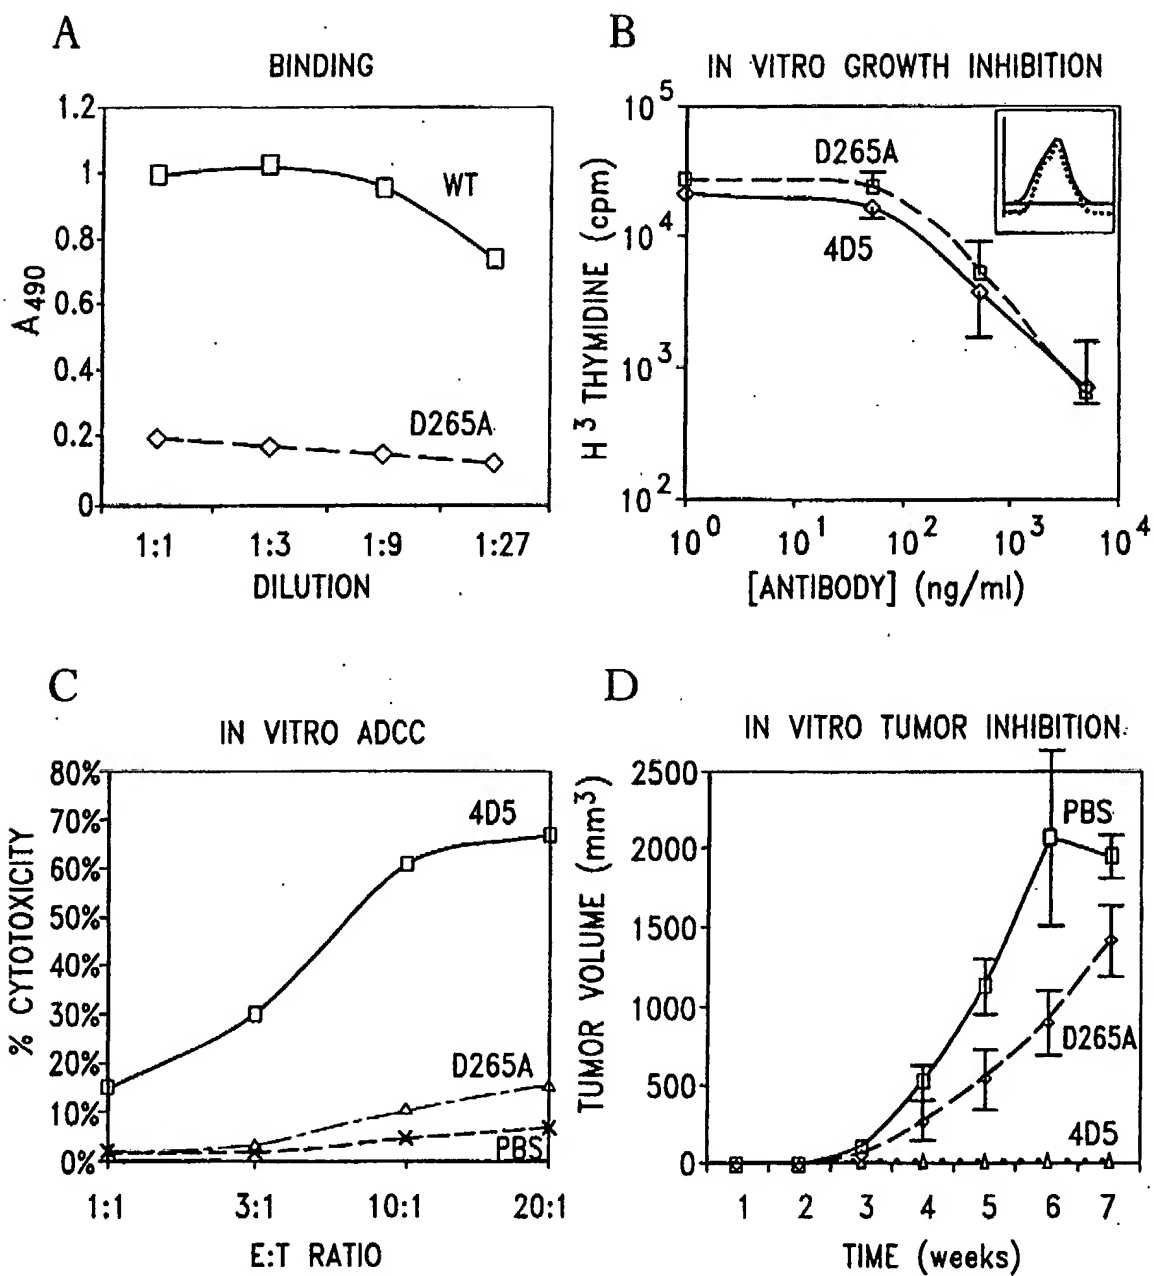 A
BINDING
1.2
1
0.8
0.6
0.4
0.2
0
A490
WT
D265A
1:1 1:3 1:9 1:27
DILUTION
B
IN VITRO GROWTH INHIBITION
10^5
10^4
10^3
10^2
H^3 THYMIDINE (cpm)
D265A
4D5
10^0 10^1 10^2 10^3 10^4
[ANTIBODY] (ng/ml)
C
IN VITRO ADCC
80%
70%
60%
50%
40%
30%
20%
10%
0%
% CYTOTOXICITY
4D5
D265A
PBS
1:1 3:1 10:1 20:1
E:T RATIO
D
IN VITRO TUMOR INHIBITION
2500
2000
1500
1000
500
0
TUMOR VOLUME (mm^3)
PBS
D265A
4D5
1 2 3 4 5 6 7
TIME (weeks)